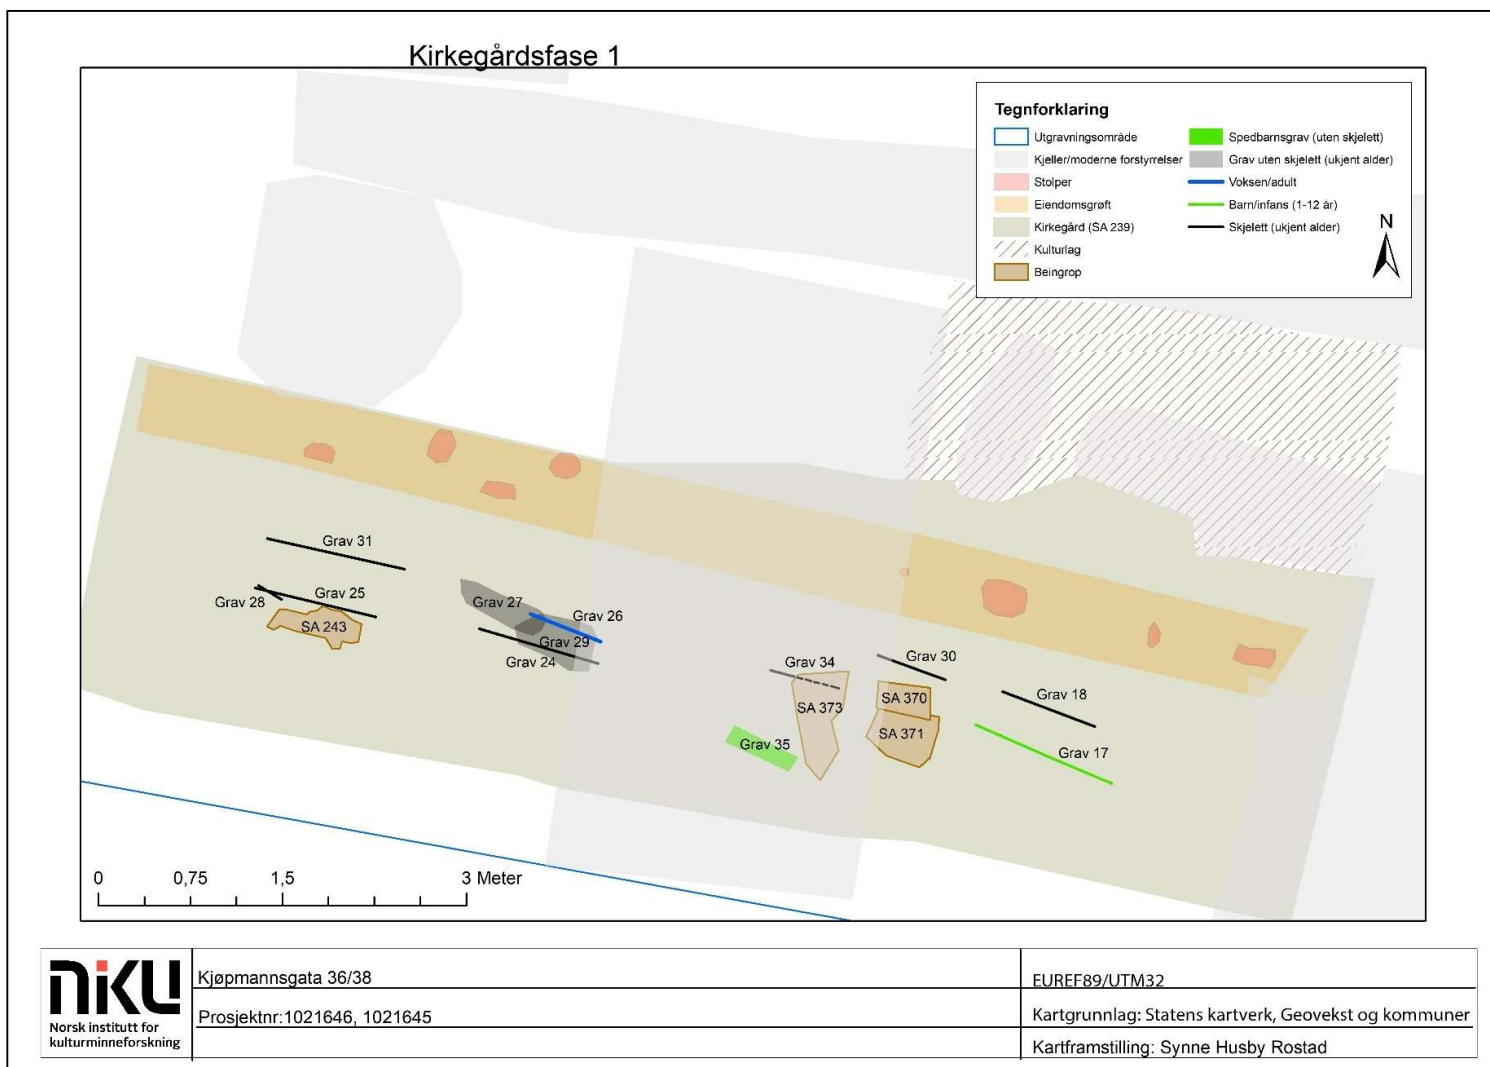 Kirkegårdsfase 1
Tegnforklaring
Utgravningsområde
Kjeller/moderne forstyrrelser
Stolper
Eiendomsgrøft
Kirkegård (SA 239)
Kulturlag
Beingrop
Spedbarnsgrav (uten skjelett)
Grav uten skjelett (ukjent alder)
Voksen/adult
Barn/infans (1-12 år)
Skjelett (ukjent alder)
N
Grav 31
Grav 25
Grav 28
SA 243
Grav 27
Grav 26
Grav 29
Grav 24
Grav 34
Grav 30
SA 370
SA 373
SA 371
Grav 18
Grav 35
Grav 17
0 0,75 1,5 3 Meter
NIKU
Norsk institutt for
kulturminneforskning
Kjøpmannsgata 36/38
Prosjektnr:1021646, 1021645
EUREF89/UTM32
Kartgrunnlag: Statens kartverk, Geovekst og kommuner
Kartframstilling: Synne Husby Rostad